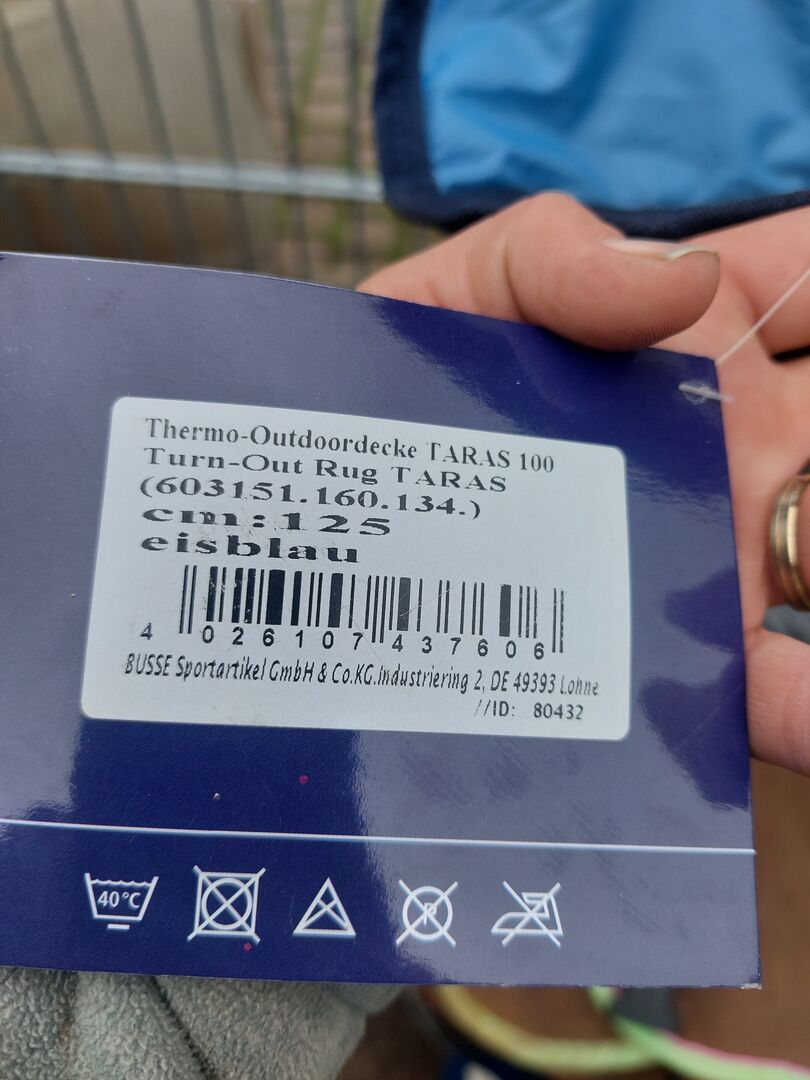 Thermo-Outdoordecke TARAS 100
Turn-Out Rug TARAS
(603151.160.134.)
cm:125
eisblau
4 026107 437606
BUSSE Sportartikel GmbH & Co.KG.Industriering 2, DE 49393 Lohne
//ID: 80432
40°C P